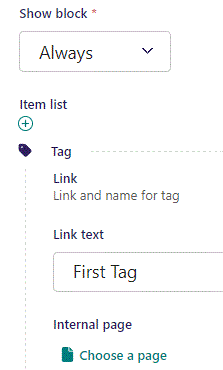 Show block *
Always
Item list
Tag
Link
Link and name for tag
Link text
First Tag
Internal page
Choose a page